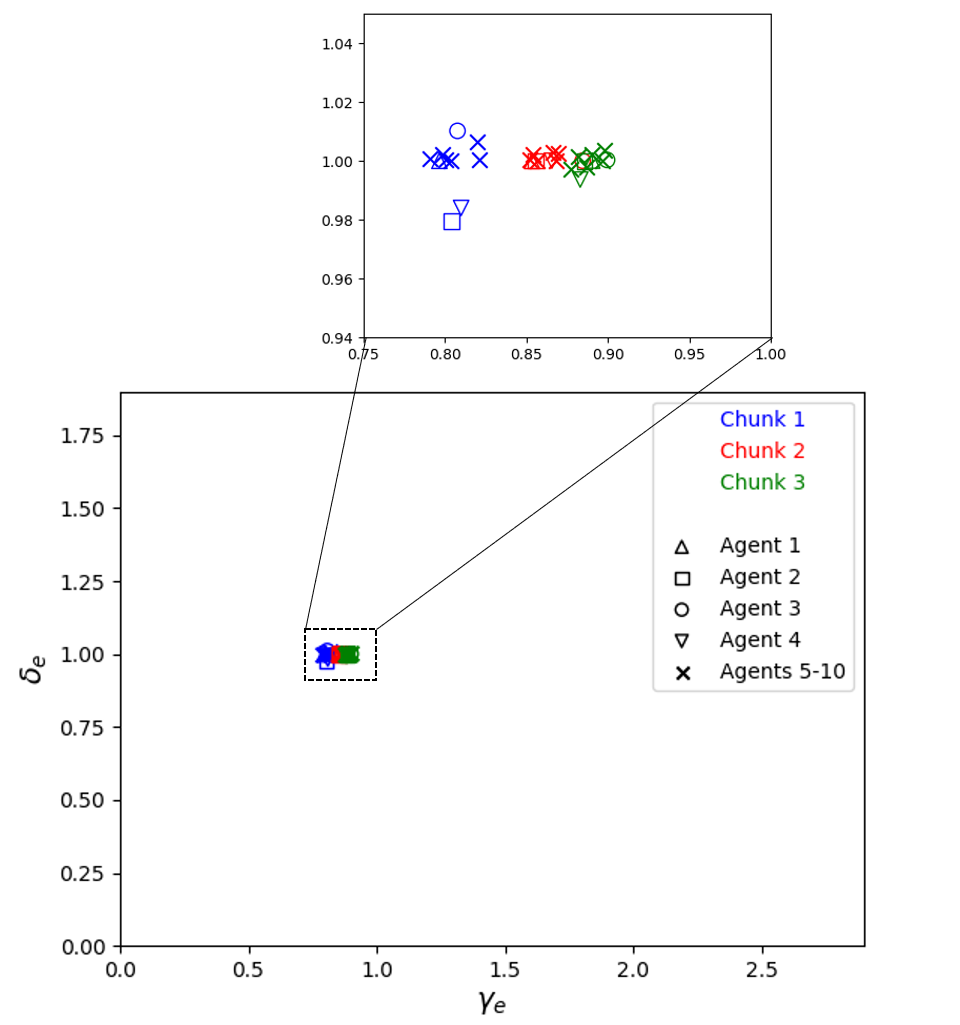 1.04
1.02
1.00
0.98
0.96
0.94
0.75 0.80 0.85 0.90 0.95 1.00
1.75
1.50
1.25
1.00
0.75
0.50
0.25
0.00
0.0 0.5 1.0 1.5 2.0 2.5
δe
γe
Chunk 1
Chunk 2
Chunk 3
Agent 1
Agent 2
Agent 3
Agent 4
Agents 5-10